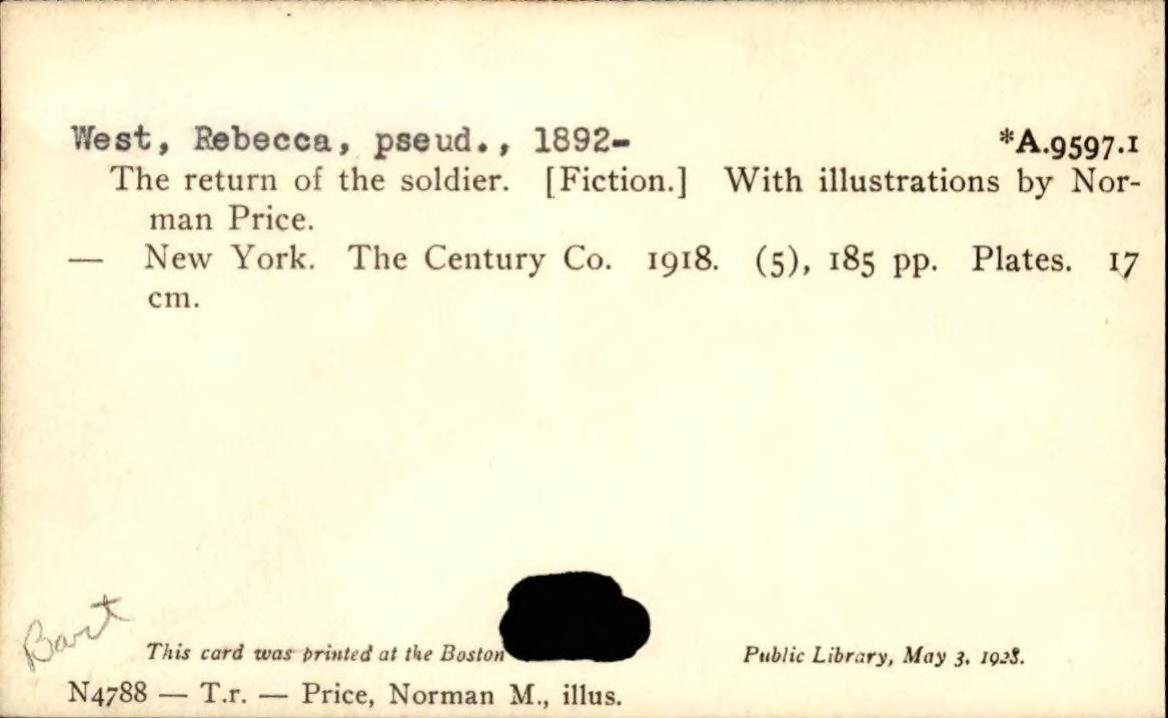 West, Rebecca, pseud., 1892- *A.9597.1
The return of the soldier. [Fiction.] With illustrations by Nor-
man Price.
— New York. The Century Co. 1918. (5), 185 pp. Plates. 17
cm.
Bart
This card was printed at the Boston Public Library, May 3, 1928.
N4788 — T.r. — Price, Norman M., illus.